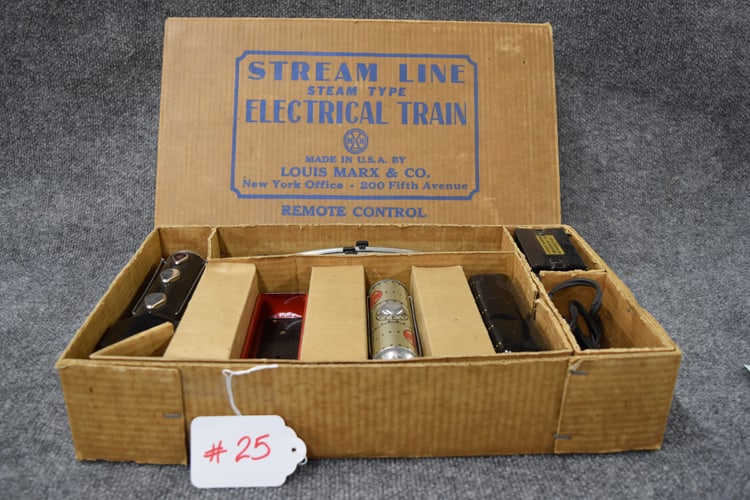 STREAM LINE
STEAM TYPE
ELECTRICAL TRAIN
MADE IN U.S.A. BY
LOUIS MARX & CO.
New York Office - 200 Fifth Avenue
REMOTE CONTROL
#25